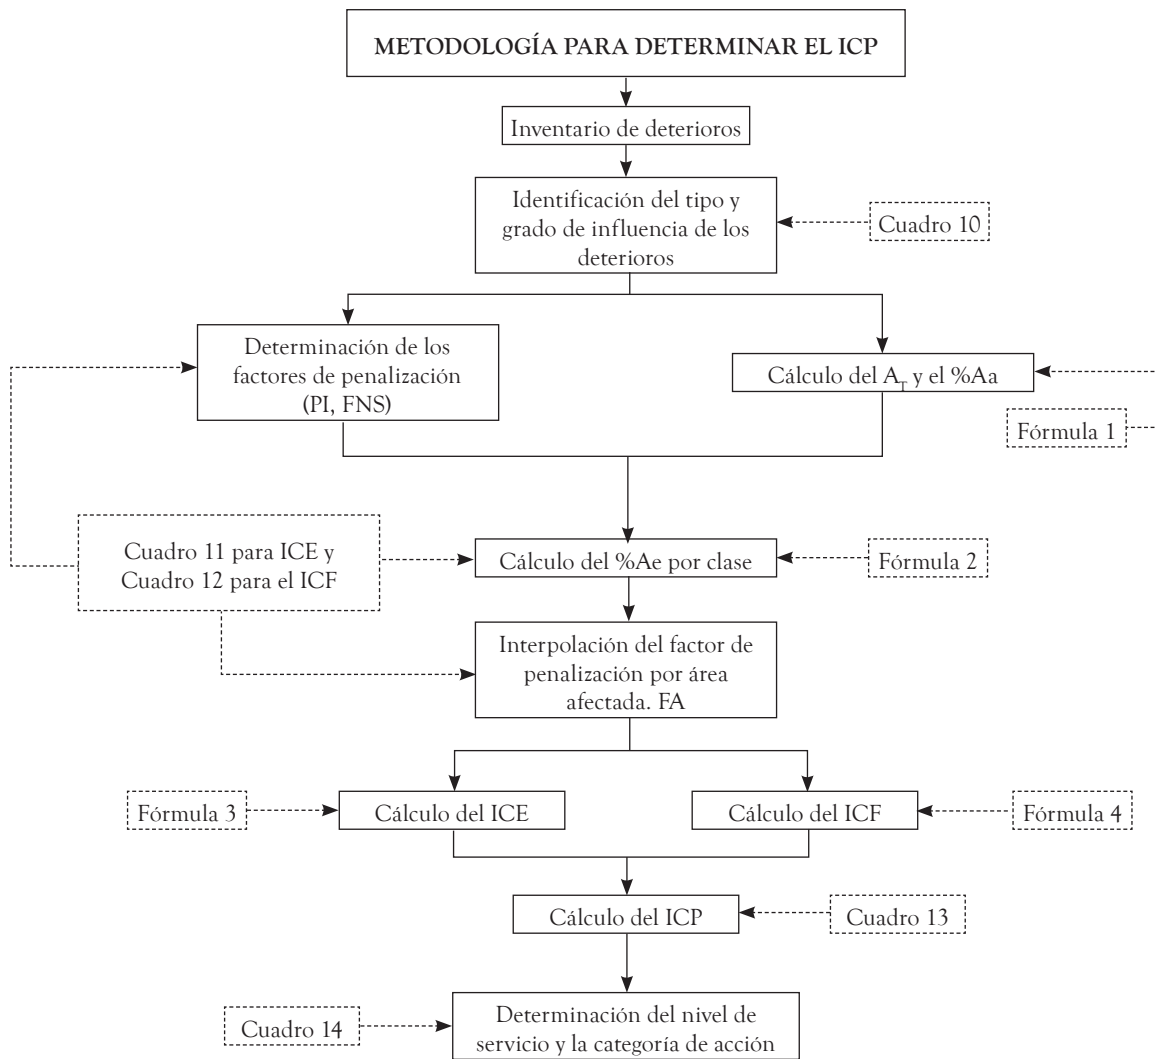 METODOLOGÍA PARA DETERMINAR EL ICP
Inventario de deterioros
Identificación del tipo y
grado de influencia de los
deterioros
Cuadro 10
Determinación de los
factores de penalización
(PI, FNS)
Cálculo del A_T y el %Aa
Fórmula 1
Cuadro 11 para ICE y
Cuadro 12 para el ICF
Cálculo del %Ae por clase
Fórmula 2
Interpolación del factor de
penalización por área
afectada. FA
Fórmula 3
Cálculo del ICE
Cálculo del ICF
Fórmula 4
Cálculo del ICP
Cuadro 13
Cuadro 14
Determinación del nivel de
servicio y la categoría de acción